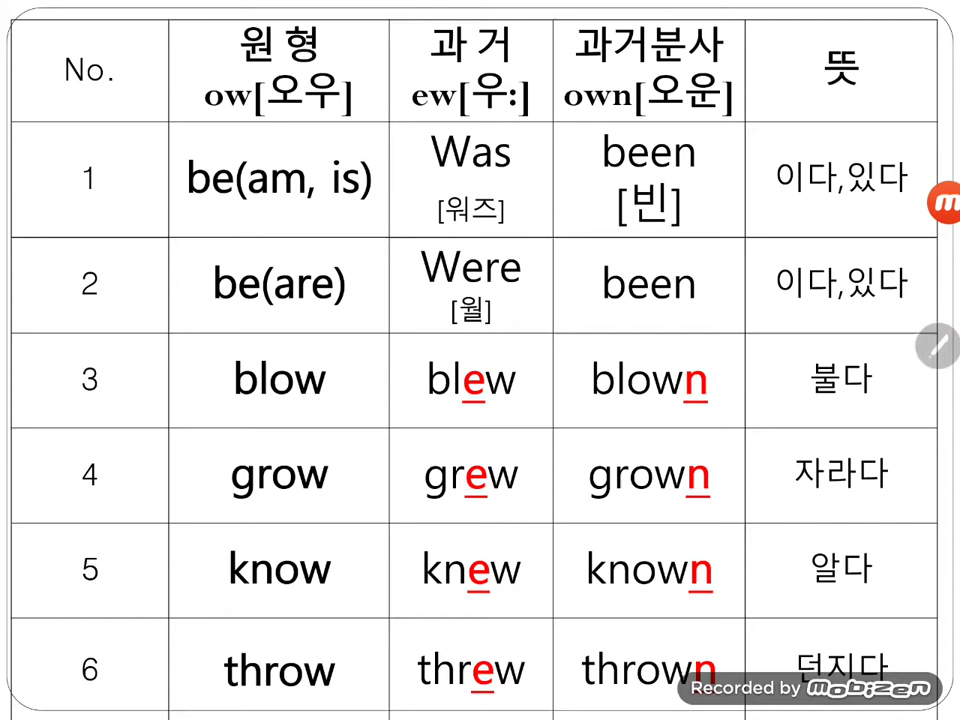 No.
원 형
ow[오우]
과 거
ew[우:]
과거분사
own[오운]
뜻
1
be(am, is)
Was
[워즈]
been
[빈]
이다,있다
2
be(are)
Were
[월]
been
이다,있다
3
blow
blew
blown
불다
4
grow
grew
grown
자라다
5
know
knew
known
알다
6
throw
threw
thrown
던지다
Recorded by mobizen
m